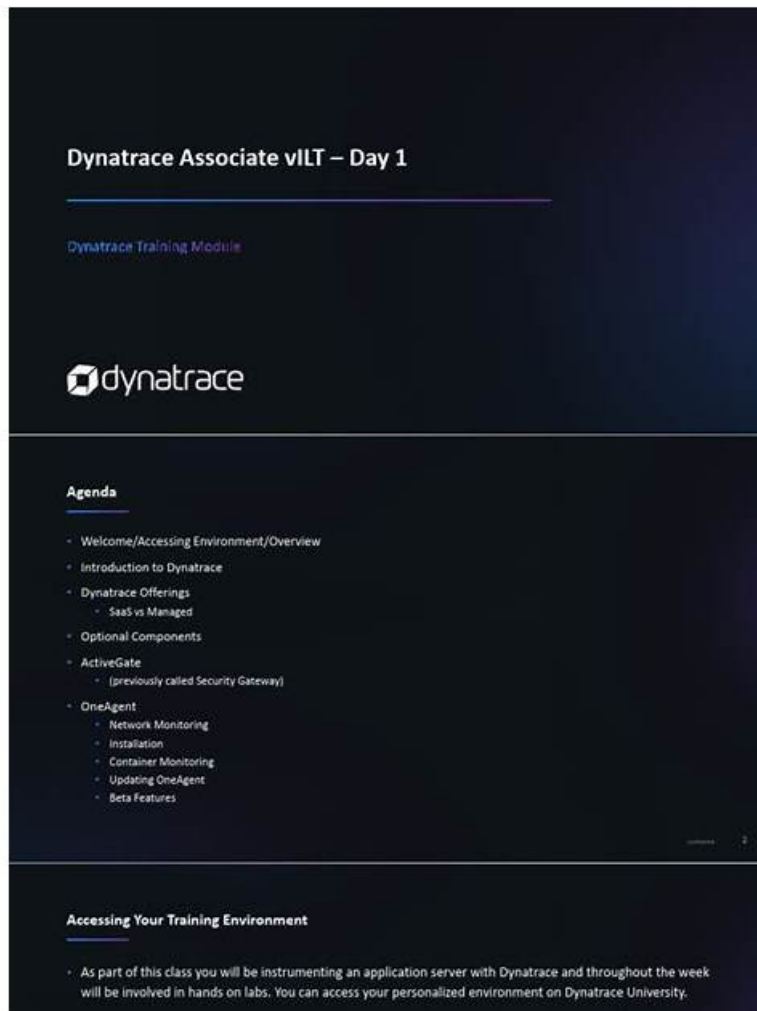 Dynatrace Associate vILT – Day 1
Dynatrace Training Module
dynatrace
Agenda
Welcome/Accessing Environment/Overview
Introduction to Dynatrace
Dynatrace Offerings
SaaS vs Managed
Optional Components
ActiveGate
(previously called Security Gateway)
OneAgent
Network Monitoring
Installation
Container Monitoring
Updating OneAgent
Beta Features
2
Accessing Your Training Environment
As part of this class you will be instrumenting an application server with Dynatrace and throughout the week
will be involved in hands on labs. You can access your personalized environment on Dynatrace University.